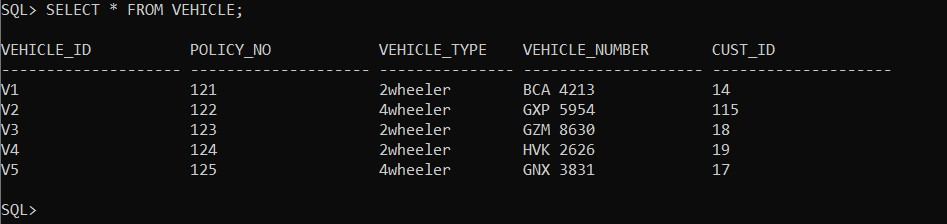 SQL> SELECT * FROM VEHICLE;
VEHICLE_ID POLICY_NO VEHICLE_TYPE VEHICLE_NUMBER CUST_ID
-------------------- -------------------- --------------- -------------------- --------------------
V1 121 2wheeler BCA 4213 14
V2 122 4wheeler GXP 5954 115
V3 123 2wheeler GZM 8630 18
V4 124 2wheeler HVK 2626 19
V5 125 4wheeler GNX 3831 17
SQL>